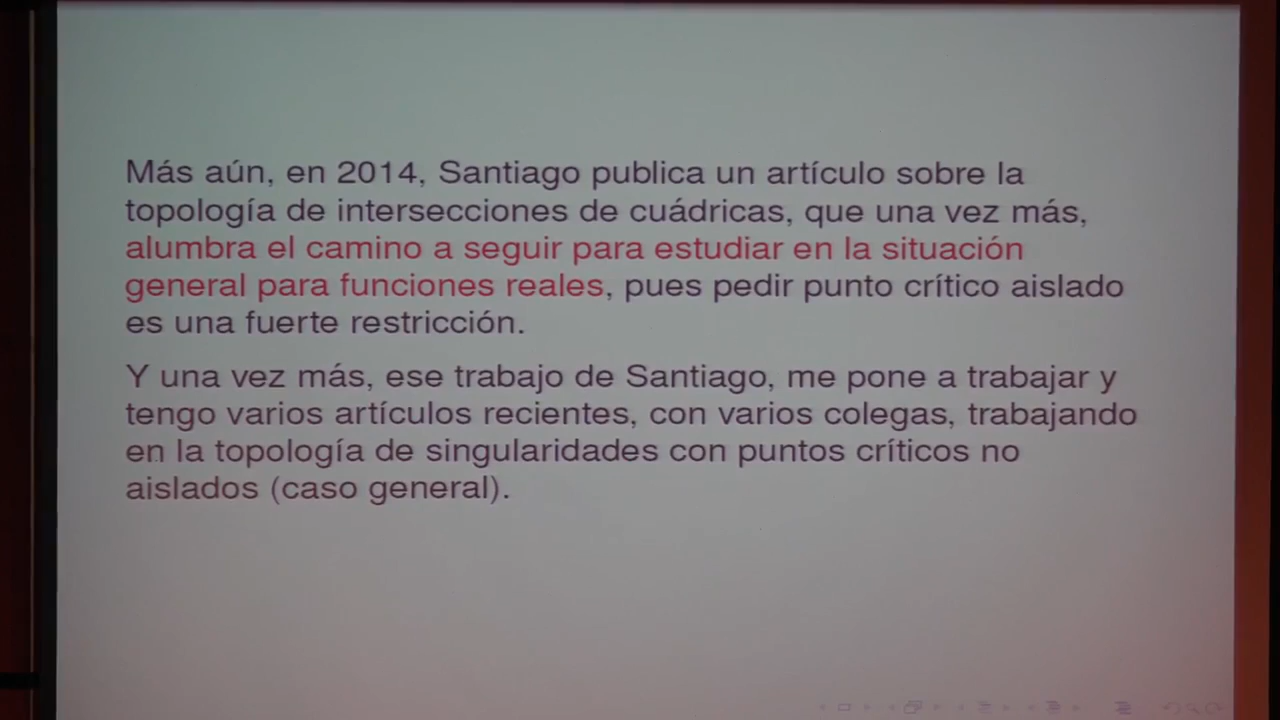 Más aún, en 2014, Santiago publica un artículo sobre la
topología de intersecciones de cuádricas, que una vez más,
alumbra el camino a seguir para estudiar en la situación
general para funciones reales, pues pedir punto crítico aislado
es una fuerte restricción.
Y una vez más, ese trabajo de Santiago, me pone a trabajar y
tengo varios artículos recientes, con varios colegas, trabajando
en la topología de singularidades con puntos críticos no
aislados (caso general).